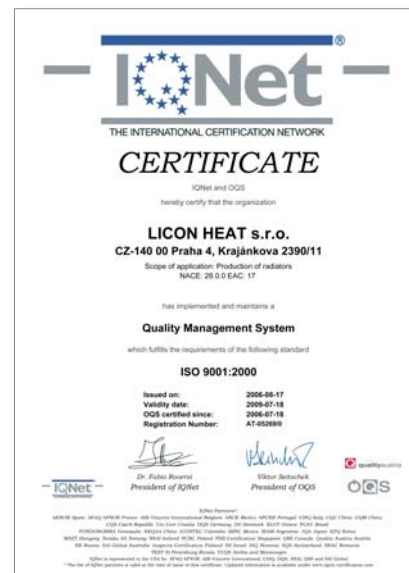 ®
IQNet
THE INTERNATIONAL CERTIFICATION NETWORK
CERTIFICATE
IQNet and OQS
hereby certify that the organization
LICON HEAT s.r.o.
CZ-140 00 Praha 4, Krajánkova 2390/11
Scope of application: Production of radiators
NACE: 28.0.0 EAC: 17
has implemented and maintains a
Quality Management System
which fulfills the requirements of the following standard
ISO 9001:2000
Issued on: 2006-08-17
Validity date: 2009-07-18
OQS certified since: 2006-07-18
Registration Number: AT-05269/0
Dr. Fabio Roversi
President of IQNet
Viktor Seitschek
President of OQS
qualityaustria
IQNet
OQS
IQNet Partners*: